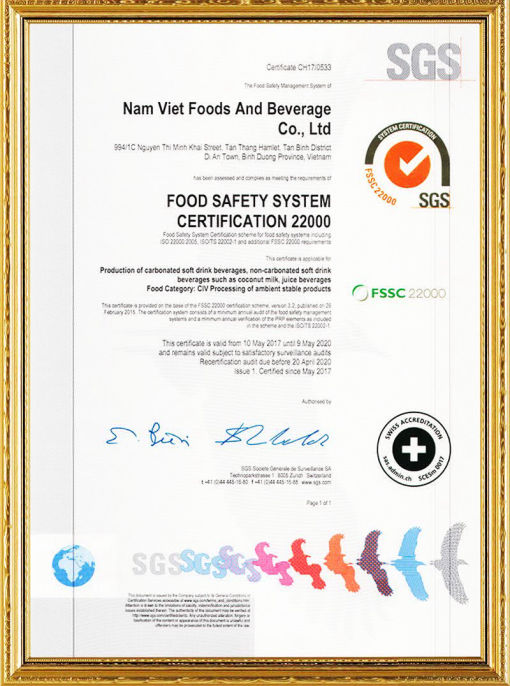 SGS
Certificate CH17/0533
The Food Safety Management System of
Nam Viet Foods And Beverage
Co., Ltd
994/1C Nguyen Thi Minh Khai Street, Tan Thang Hamlet, Tan Binh District
Di An Town, Binh Duong Province, Vietnam
has been assessed and complies as meeting the requirements of
SYSTEM CERTIFICATION
FSSC 22000
SGS
FOOD SAFETY SYSTEM
CERTIFICATION 22000
Food Safety System Certification scheme for food safety systems including
ISO 22000:2005, ISO/TS 22002-1 and additional FSSC 22000 requirements
This certificate is applicable for
Production of carbonated soft drink beverages, non-carbonated soft drink
beverages such as coconut milk, juice beverages
Food Category: CIV Processing of ambient stable products
FSSC 22000
This certificate is provided on the base of the FSSC 22000 certification scheme, version 3.2, published on 26
February 2015. The certification system consists of a minimum annual audit of the food safety management
systems and a minimum annual verification of the PRP elements as included
in the scheme and the ISO/TS 22002-1.
This certificate is valid from 10 May 2017 until 9 May 2020
and remains valid subject to satisfactory surveillance audits
Recertification audit due before 20 April 2020
Issue 1. Certified since May 2017
Authorised by
SWISS ACCREDITATION
sas.admin.ch SCESm 0017
SGS Societe Generale de Surveillance SA
Technoparkstrasse 1 8005 Zurich Switzerland
t +41 (0)44 445-16-80 f +41 (0)44 445-16-88 www.sgs.com
Page 1 of 1
SGS SGS SGS SGS SGS
This document is issued by the Company subject to its General Conditions of
Certification Services accessible at www.sgs.com/terms_and_conditions.htm.
Attention is drawn to the limitations of liability, indemnification and jurisdictional
issues established therein. The authenticity of this document may be verified at
http://www.sgs.com/
Any unauthorized alteration, forgery or
falsification of the content or appearance of this document is unlawful and
offenders may be prosecuted to the fullest extent of the law.